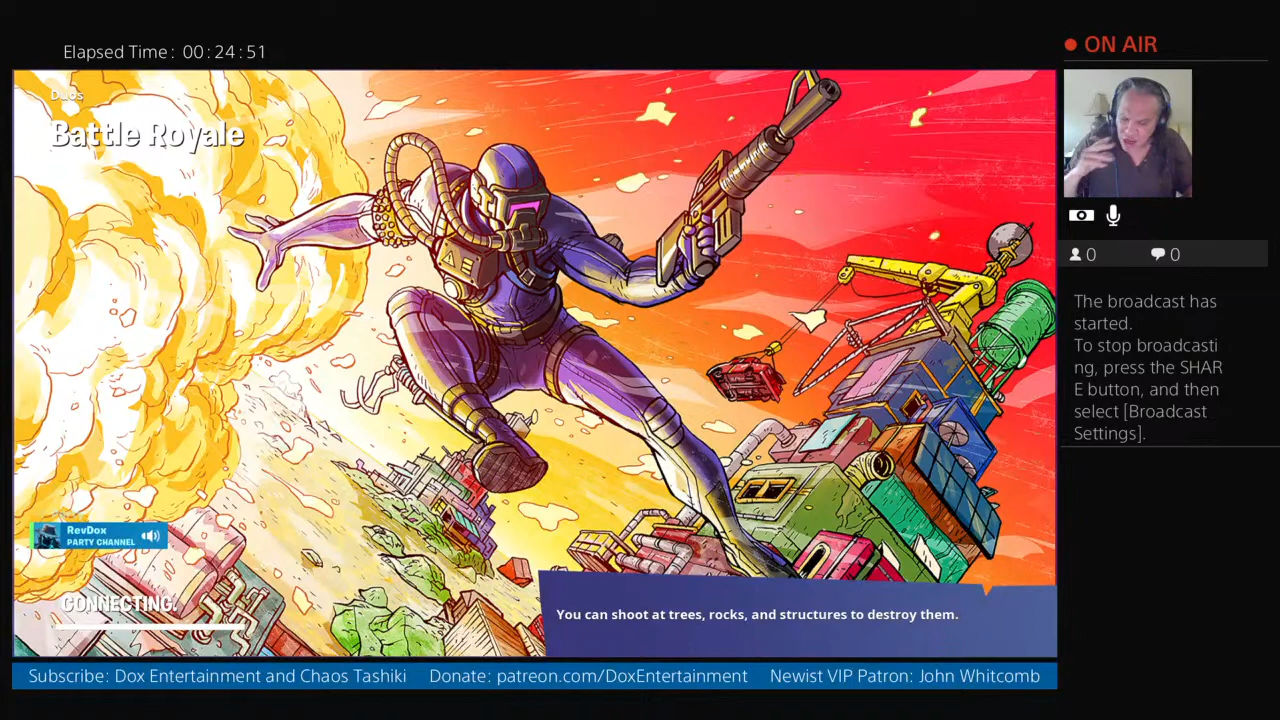 Elapsed Time: 00:24:51
ON AIR
Duos
Battle Royale
0 0
The broadcast has
started.
To stop broadcasti
ng, press the SHAR
E button, and then
select [Broadcast
Settings].
RevDox
PARTY CHANNEL
CONNECTING.
You can shoot at trees, rocks, and structures to destroy them.
Subscribe: Dox Entertainment and Chaos Tashiki Donate: patreon.com/DoxEntertainment Newist VIP Patron: John Whitcomb